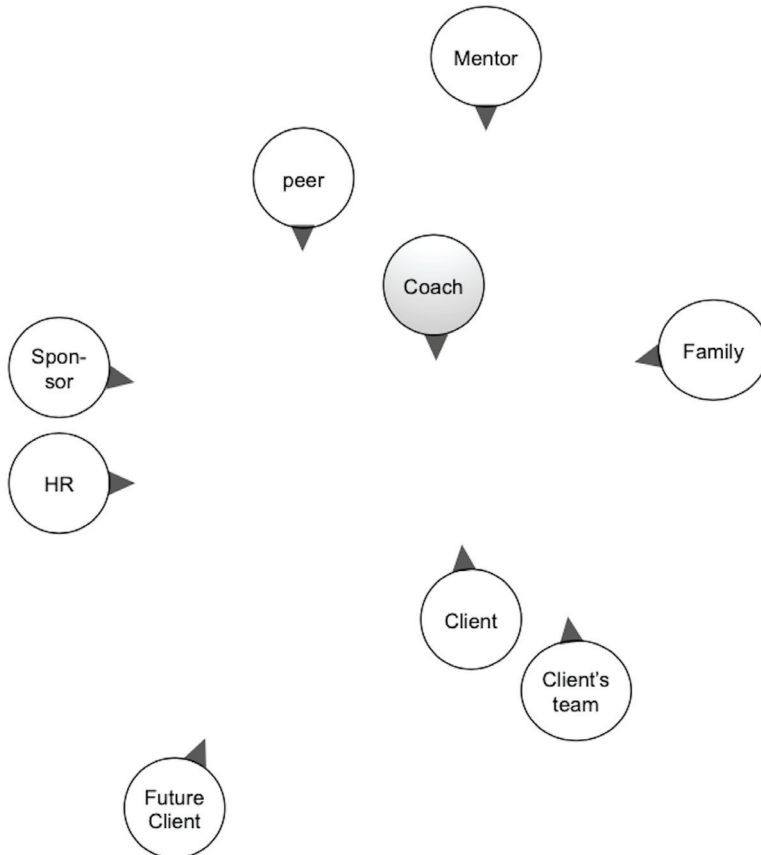 Mentor
peer
Coach
Spon-
sor
Family
HR
Client
Client's
team
Future
Client